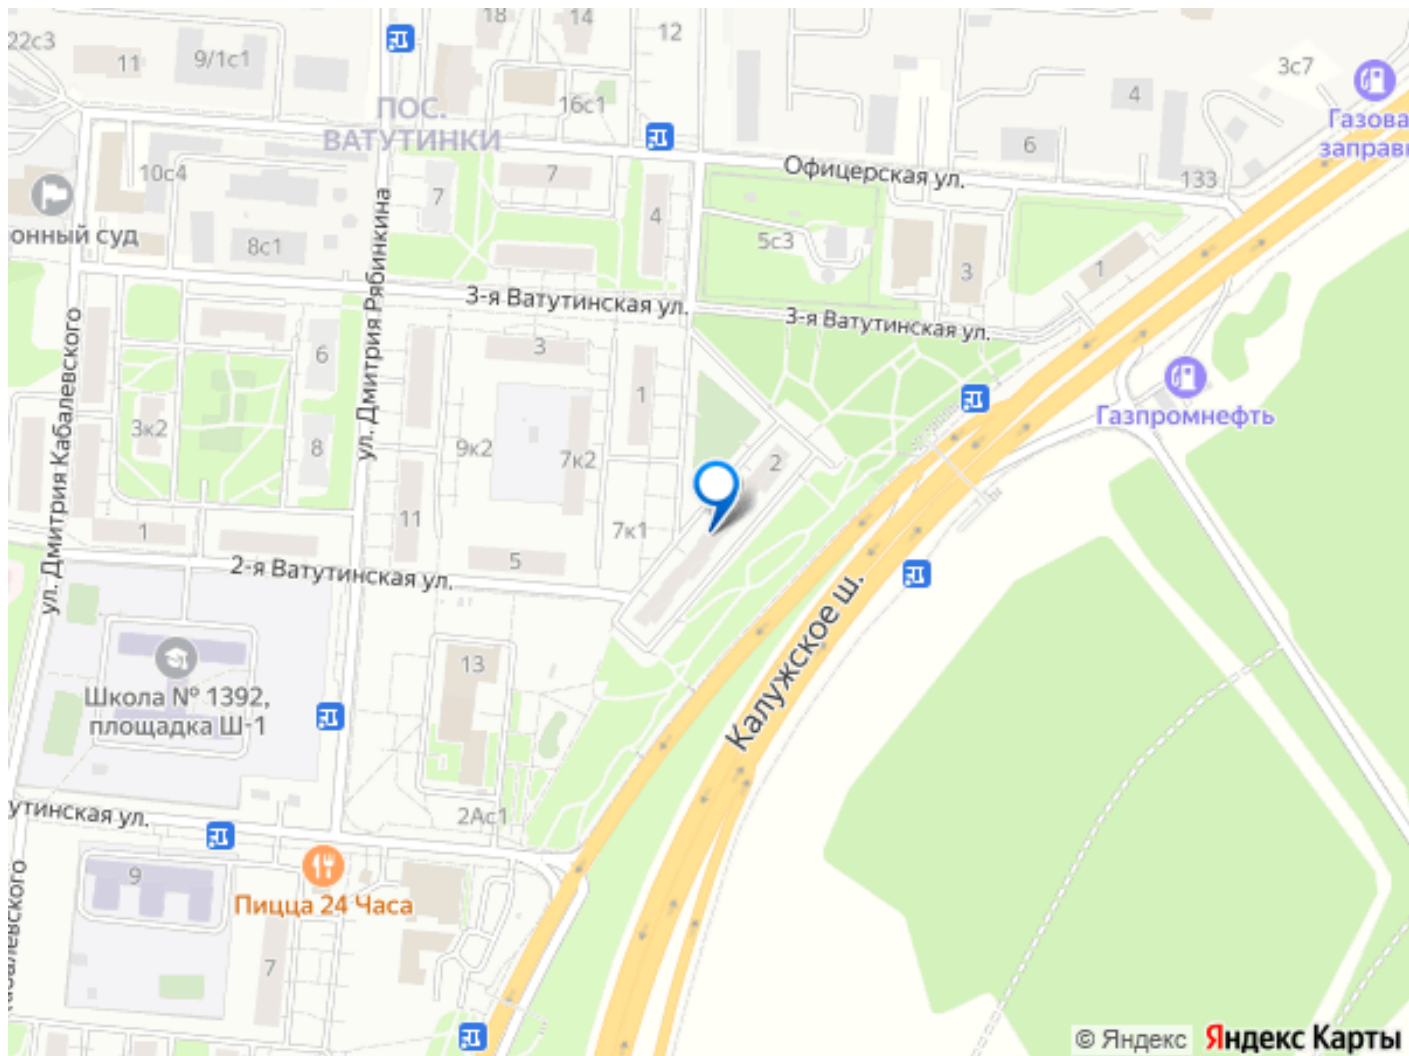 22с3
11
9/1с1
18
14
12
16с1
ПОС.
ВАТУТИНКИ
3с7
4
Газова
заправк
6
133
Офицерская ул.
10с4
7
7
4
онный суд
8с1
5с3
3
1
ул. Дмитрия Рябинкина
3-я Ватутинская ул.
3-я Ватутинская ул.
ул. Дмитрия Кабалевского
6
3
1
Газпромнефть
3к2
8
9к2
7к2
2
11
7к1
1
5
2-я Ватутинская ул.
Калужское ш.
13
Школа № 1392,
площадка Ш-1
2Ас1
утинская ул.
9
Пицца 24 Часа
7
балевского
© Яндекс Яндекс Карты